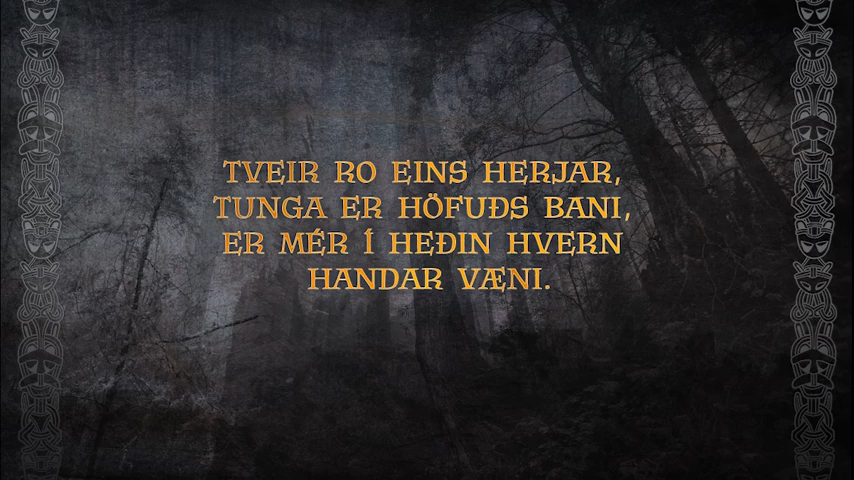 TVEIR RO EINS HERJAR,
TUNGA ER HÖFUÐS BANI,
ER MÉR Í HEÐIN HVERN
HANDAR VÆNI.